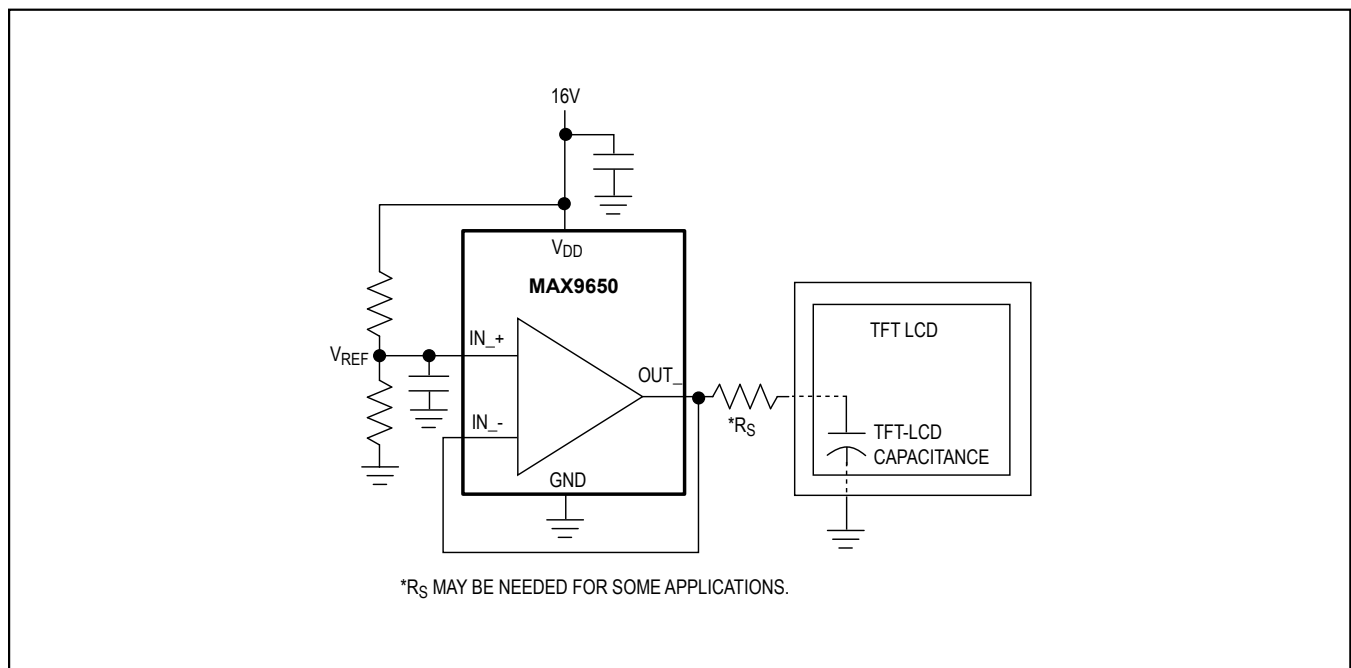 16V
VDD
MAX9650
IN_+
VREF
OUT_
IN_-
GND
*RS
TFT LCD
TFT-LCD
CAPACITANCE
*RS MAY BE NEEDED FOR SOME APPLICATIONS.